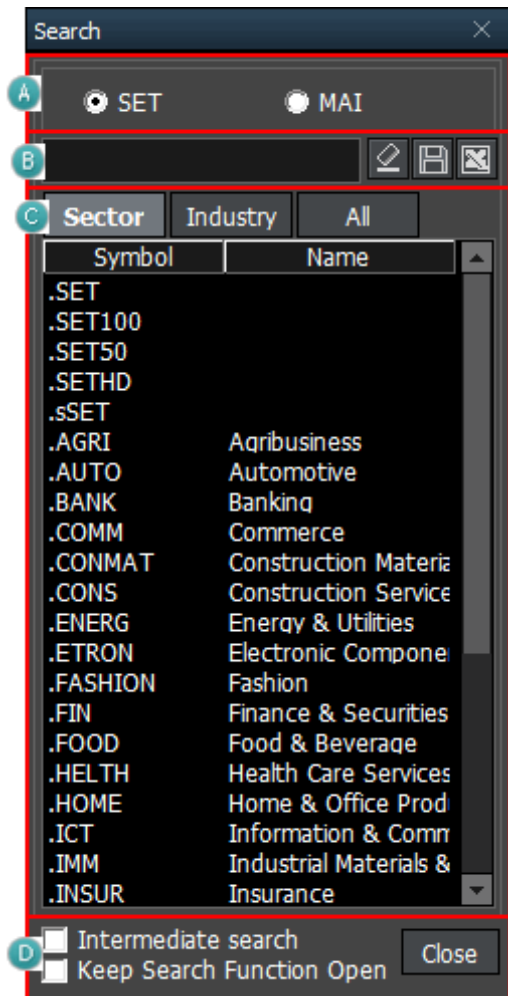 Search
A
SET MAI
B
C
Sector Industry All
Symbol Name
.SET
.SET100
.SET50
.SETHD
.sSET
.AGRI Agribusiness
.AUTO Automotive
.BANK Banking
.COMM Commerce
.CONMAT Construction Materia
.CONS Construction Service
.ENERG Energy & Utilities
.ETRON Electronic Compone
.FASHION Fashion
.FIN Finance & Securities
.FOOD Food & Beverage
.HELTH Health Care Services
.HOME Home & Office Prod
.ICT Information & Comm
.IMM Industrial Materials &
.INSUR Insurance
D
Intermediate search
Keep Search Function Open
Close